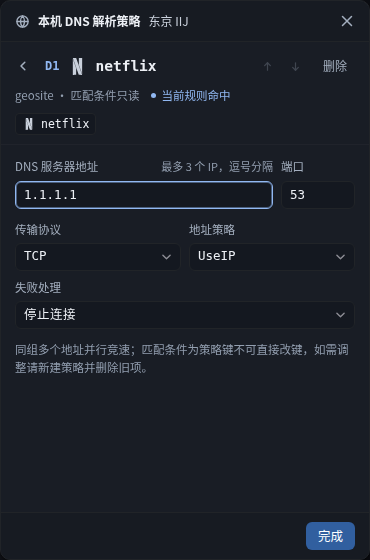 本机 DNS 解析策略 东京 IIJ
D1 netflix 删除
geosite • 匹配条件只读 • 当前规则命中
netflix
DNS 服务器地址 最多 3 个 IP，逗号分隔 端口
1.1.1.1 53
传输协议 地址策略
TCP UseIP
失败处理
停止连接
同组多个地址并行竞速；匹配条件为策略键不可直接改键，如需调
整请新建策略并删除旧项。
完成